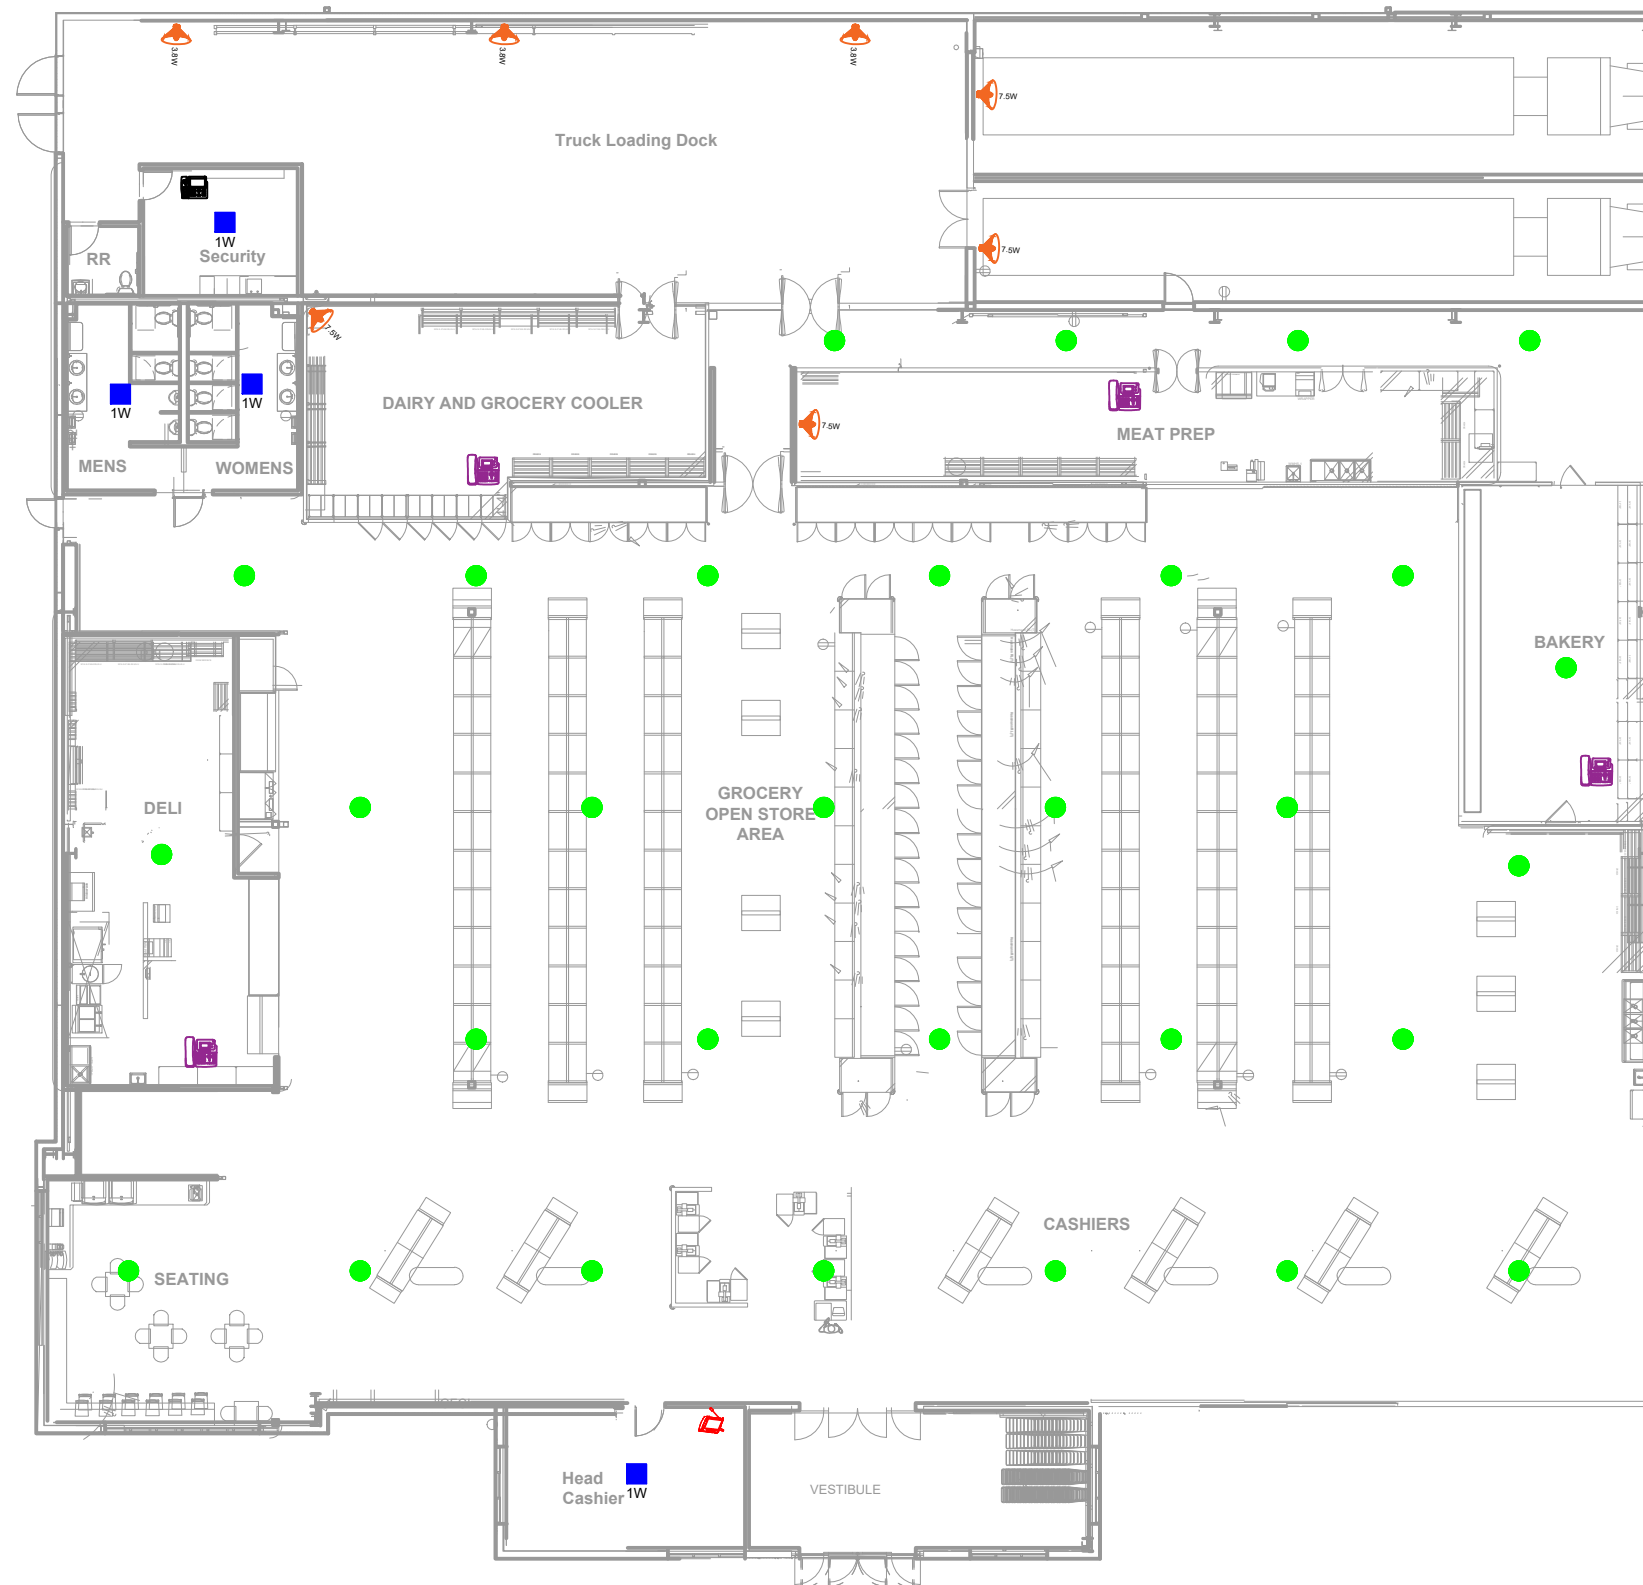 3.8W
3.8W
3.8W
7.5W
Truck Loading Dock
1W
Security
RR
7.5W
7.5W
DAIRY AND GROCERY COOLER
1W
1W
7.5W
MEAT PREP
MENS
WOMENS
BAKERY
DELI
GROCERY
OPEN STORE
AREA
CASHIERS
SEATING
Head
Cashier
1W
VESTIBULE